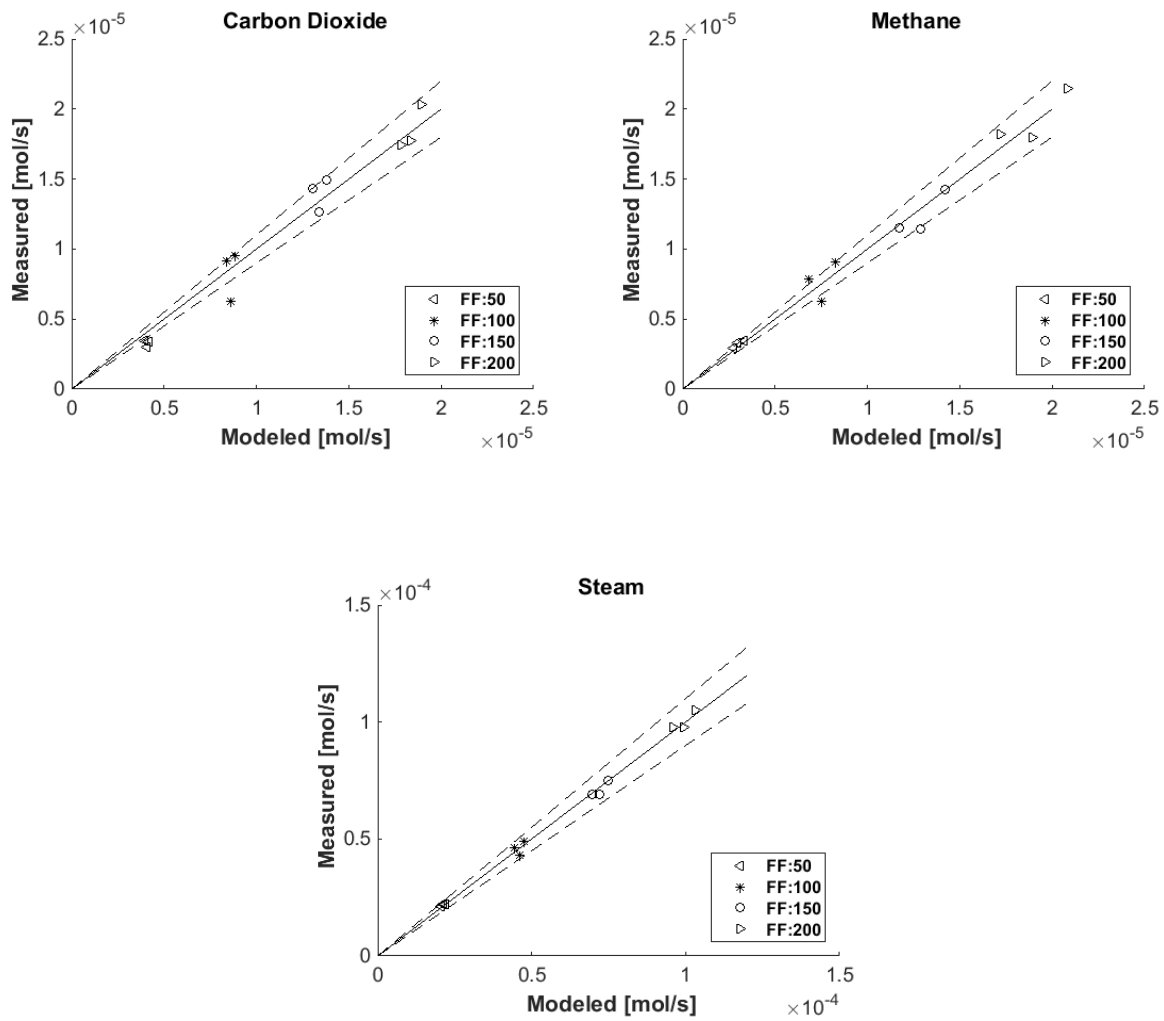 Carbon Dioxide
×10-5
2.5
2
1.5
1
0.5
0
Measured [mol/s]
FF:50
FF:100
FF:150
FF:200
0 0.5 1 1.5 2 2.5
Modeled [mol/s]
×10-5
Methane
×10-5
2.5
2
1.5
1
0.5
0
Measured [mol/s]
FF:50
FF:100
FF:150
FF:200
0 0.5 1 1.5 2 2.5
Modeled [mol/s]
×10-5
Steam
×10-4
1.5
1
0.5
0
Measured [mol/s]
FF:50
FF:100
FF:150
FF:200
0 0.5 1 1.5
Modeled [mol/s]
×10-4